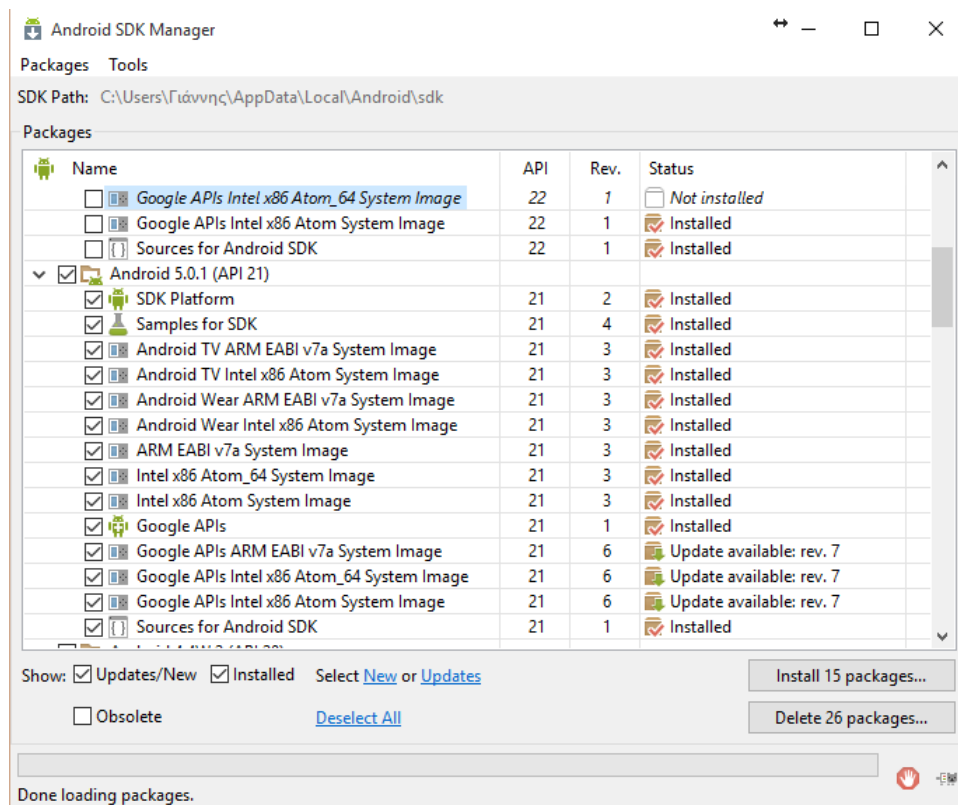 Android SDK Manager
Packages Tools
SDK Path: C:\Users\Γιάννης\AppData\Local\Android\sdk
Packages
Name API Rev. Status
Google APIs Intel x86 Atom_64 System Image 22 1 Not installed
Google APIs Intel x86 Atom System Image 22 1 Installed
Sources for Android SDK 22 1 Installed
Android 5.0.1 (API 21)
SDK Platform 21 2 Installed
Samples for SDK 21 4 Installed
Android TV ARM EABI v7a System Image 21 3 Installed
Android TV Intel x86 Atom System Image 21 3 Installed
Android Wear ARM EABI v7a System Image 21 3 Installed
Android Wear Intel x86 Atom System Image 21 3 Installed
ARM EABI v7a System Image 21 3 Installed
Intel x86 Atom_64 System Image 21 3 Installed
Intel x86 Atom System Image 21 3 Installed
Google APIs 21 1 Installed
Google APIs ARM EABI v7a System Image 21 6 Update available: rev. 7
Google APIs Intel x86 Atom_64 System Image 21 6 Update available: rev. 7
Google APIs Intel x86 Atom System Image 21 6 Update available: rev. 7
Sources for Android SDK 21 1 Installed
Show: Updates/New Installed Select New or Updates Install 15 packages...
Obsolete Deselect All Delete 26 packages...
Done loading packages.